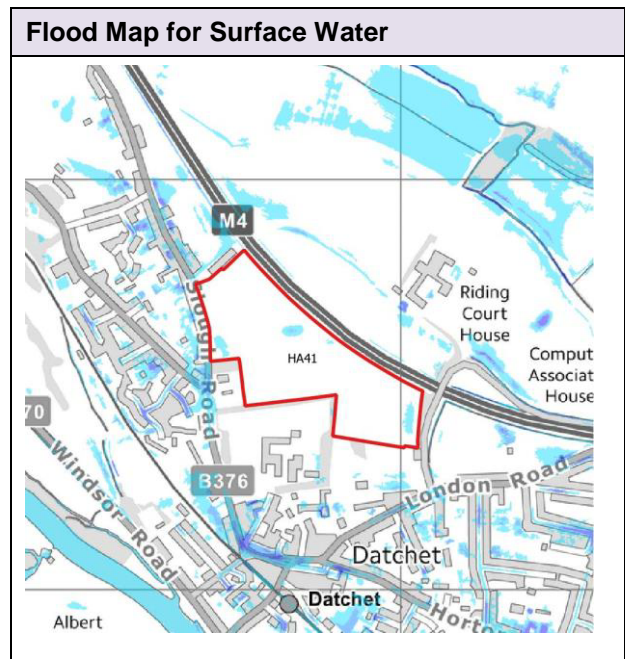 Flood Map for Surface Water
M4
Slough Road
HA41
Riding
Court
House
Comput
Associat
House
70
Windsor Road
B376
London Road
Datchet
Datchet
Horto
Albert